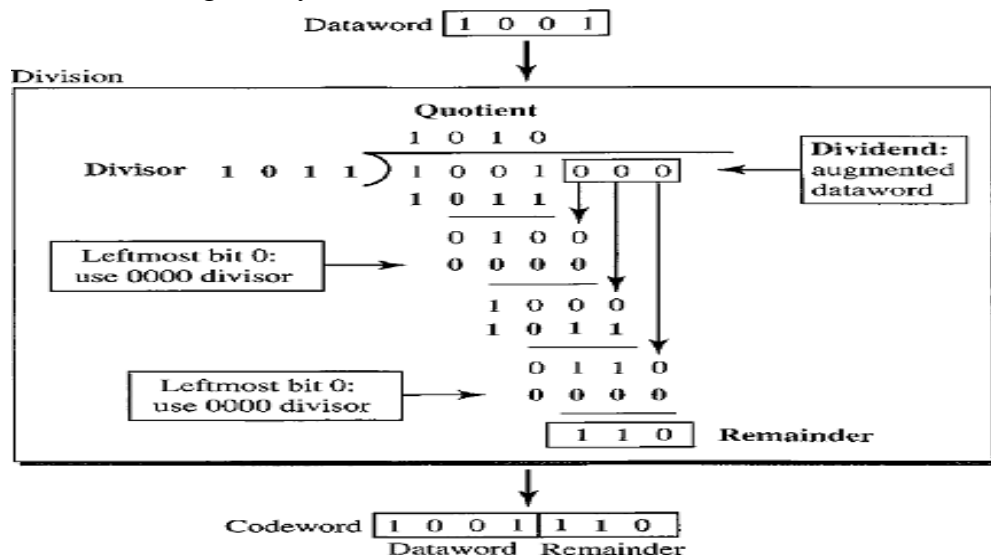 Dataword 1 0 0 1
Division
Quotient
1 0 1 0
Divisor 1 0 1 1 1 0 0 1 0 0 0
Dividend:
augmented
dataword
1 0 1 1
0 1 0 0
Leftmost bit 0:
use 0000 divisor
0 0 0 0
1 0 0 0
1 0 1 1
0 1 1 0
Leftmost bit 0:
use 0000 divisor
0 0 0 0
1 1 0 Remainder
Codeword 1 0 0 1 1 1 0
Dataword Remainder